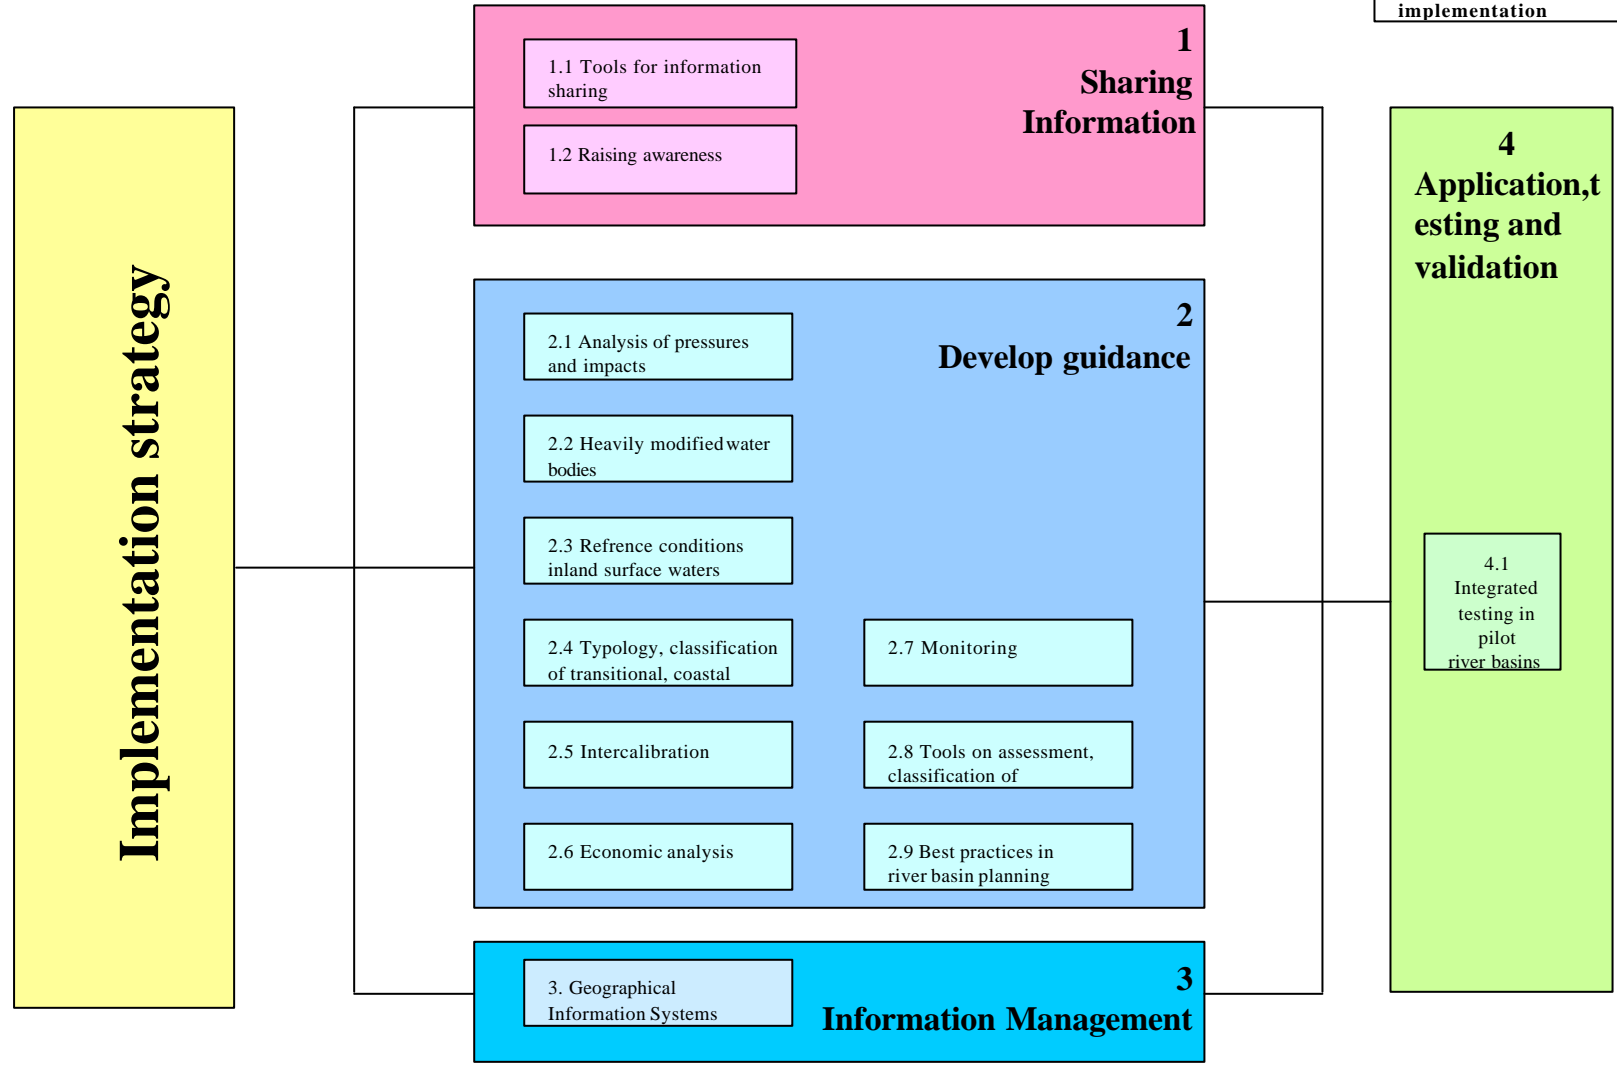 implementation
Implementation strategy
1
Sharing
Information
1.1 Tools for information
sharing
1.2 Raising awareness
2
Develop guidance
2.1 Analysis of pressures
and impacts
2.2 Heavily modified water
bodies
2.3 Refrence conditions
inland surface waters
2.4 Typology, classification
of transitional, coastal
2.5 Intercalibration
2.6 Economic analysis
2.7 Monitoring
2.8 Tools on assessment,
classification of
2.9 Best practices in
river basin planning
3
Information Management
3. Geographical
Information Systems
4
Application,t
esting and
validation
4.1
Integrated
testing in
pilot
river basins